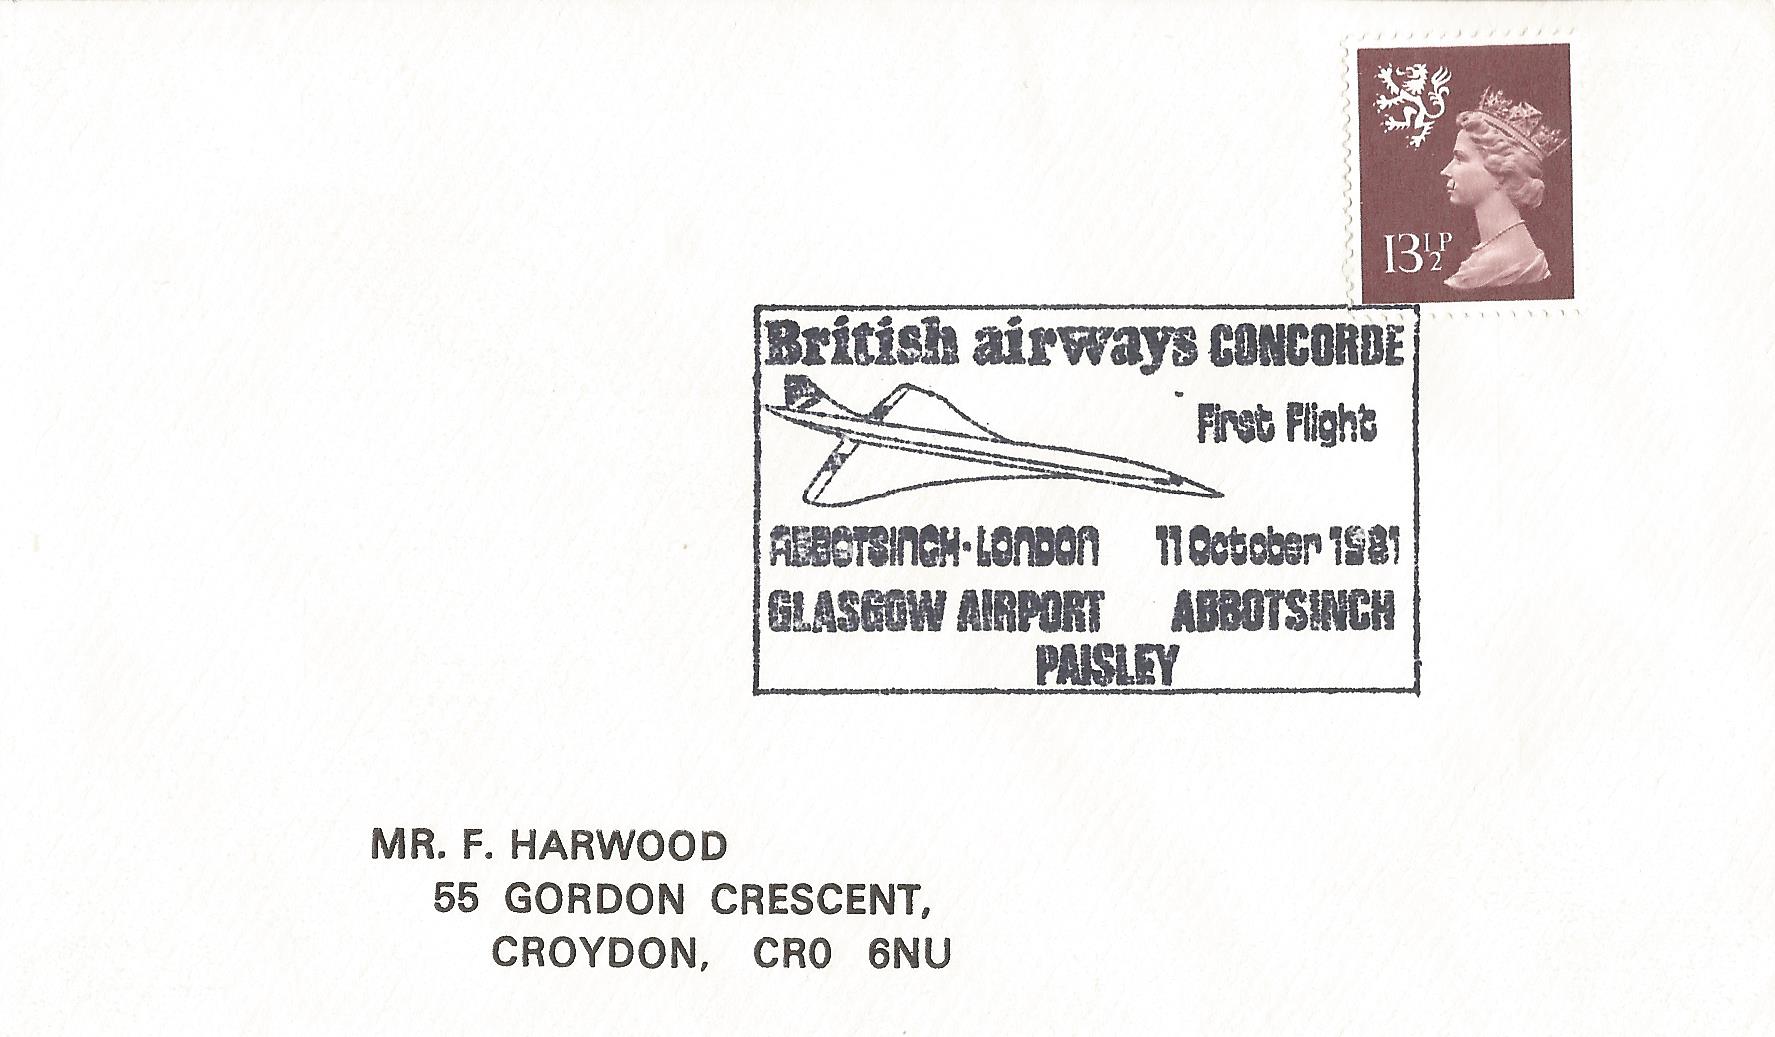 13½P
British airways CONCORDE
First Flight
ABBOTSINCH·LONDON 11 October 1981
GLASGOW AIRPORT ABBOTSINCH
PAISLEY
MR. F. HARWOOD
55 GORDON CRESCENT,
CROYDON, CR0 6NU